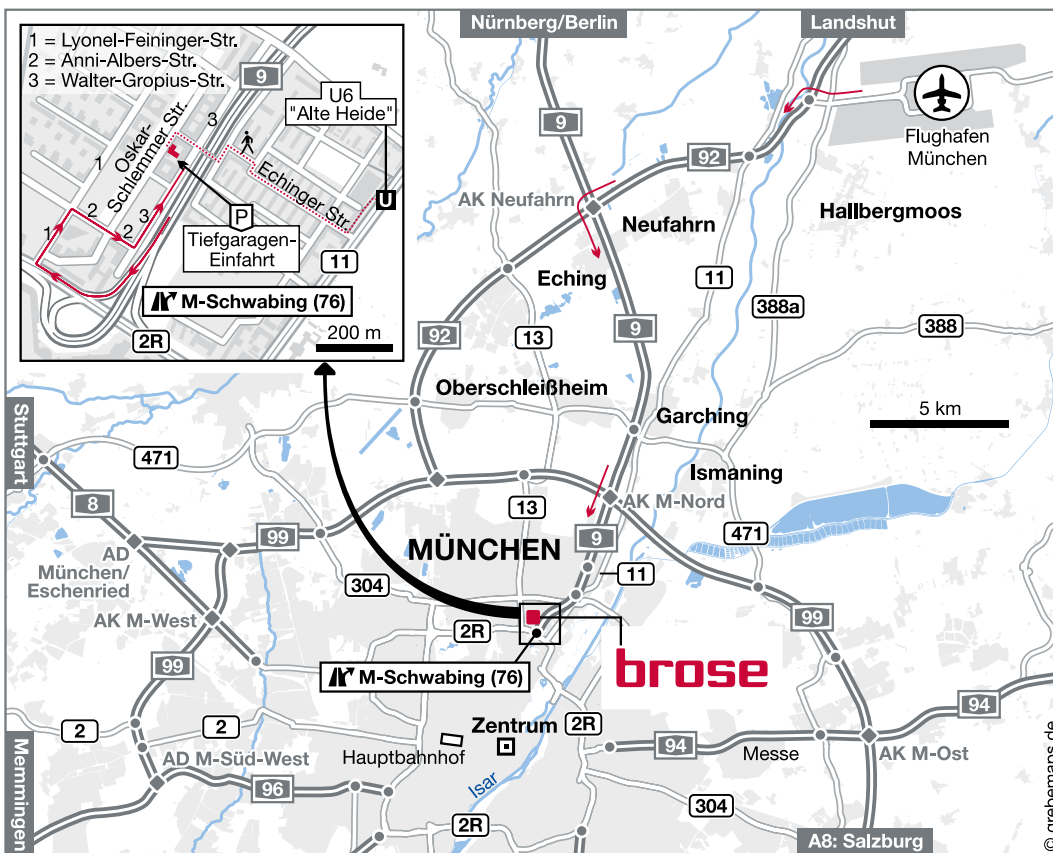 Nürnberg/Berlin
Landshut
1 = Lyonel-Feininger-Str.
2 = Anni-Albers-Str.
3 = Walter-Gropius-Str.
9
U6
"Alte Heide"
3
Oskar-
Schlemmer Str.
1
Echinger Str.
U
2
3
P
1
2
Tiefgaragen-
Einfahrt
11
M-Schwabing (76)
2R
200 m
9
92
Flughafen
München
AK Neufahrn
Neufahrn
Hallbergmoos
Eching
11
388a
388
9
92
13
Oberschleißheim
Garching
5 km
Stuttgart
471
Ismaning
8
AK M-Nord
13
99
9
471
MÜNCHEN
AD
München/
Eschenried
304
11
AK M-West
2R
99
M-Schwabing (76)
brose
99
2
2
Zentrum
2R
94
94
Hauptbahnhof
Messe
AK M-Ost
AD M-Süd-West
Memmingen
96
Isar
304
2R
A8: Salzburg
© grebemaps.de